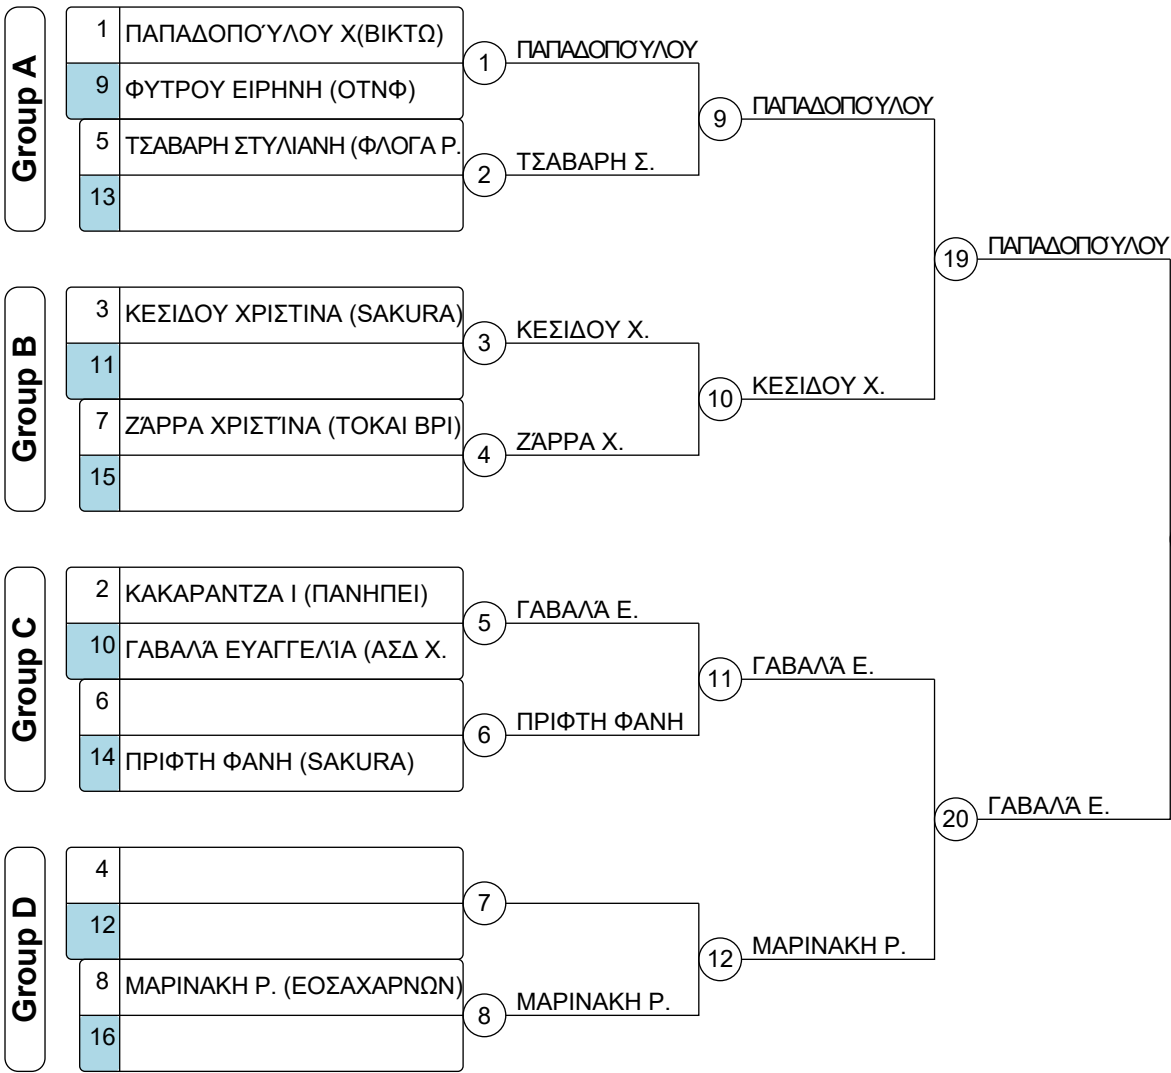 Group A
1 ΠΑΠΑΔΟΠΟΎΛΟΥ Χ(ΒΙΚΤΩ)
9 ΦΥΤΡΟΥ ΕΙΡΗΝΗ (ΟΤΝΦ)
5 ΤΣΑΒΑΡΗ ΣΤΥΛΙΑΝΗ (ΦΛΟΓΑ Ρ.
13
1 ΠΑΠΑΔΟΠΟΎΛΟΥ
2 ΤΣΑΒΑΡΗ Σ.
9 ΠΑΠΑΔΟΠΟΎΛΟΥ
Group B
3 ΚΕΣΙΔΟΥ ΧΡΙΣΤΙΝΑ (SAKURA)
11
7 ΖΆΡΡΑ ΧΡΙΣΤΊΝΑ (ΤΟΚΑΙ ΒΡΙ)
15
3 ΚΕΣΙΔΟΥ Χ.
4 ΖΆΡΡΑ Χ.
10 ΚΕΣΙΔΟΥ Χ.
19 ΠΑΠΑΔΟΠΟΎΛΟΥ
Group C
2 ΚΑΚΑΡΑΝΤΖΑ Ι (ΠΑΝΗΠΕΙ)
10 ΓΑΒΑΛΆ ΕΥΑΓΓΕΛΊΑ (ΑΣΔ Χ.
6
14 ΠΡΙΦΤΗ ΦΑΝΗ (SAKURA)
5 ΓΑΒΑΛΆ Ε.
6 ΠΡΙΦΤΗ ΦΑΝΗ
11 ΓΑΒΑΛΆ Ε.
Group D
4
12
8 ΜΑΡΙΝΑΚΗ Ρ. (ΕΟΣΑΧΑΡΝΩΝ)
16
7
8 ΜΑΡΙΝΑΚΗ Ρ.
12 ΜΑΡΙΝΑΚΗ Ρ.
20 ΓΑΒΑΛΆ Ε.